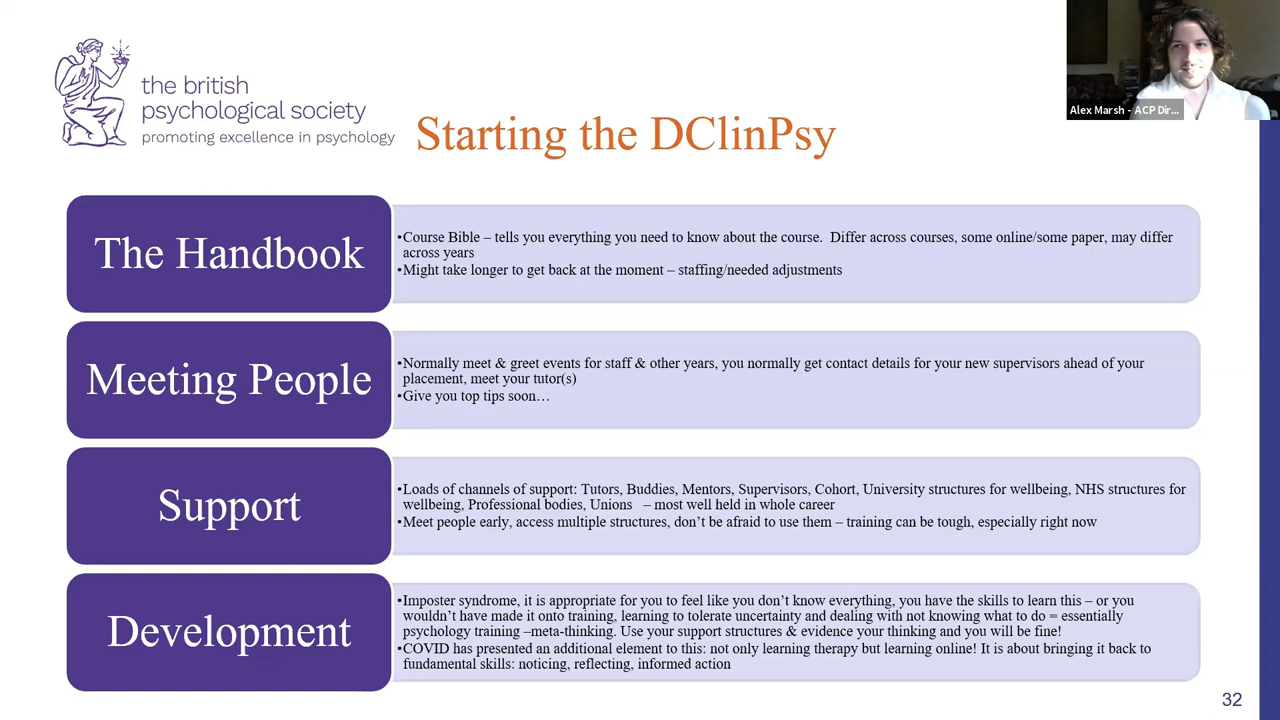 the british
psychological society
promoting excellence in psychology
Alex Marsh - ACP Dir...
Starting the DClinPsy
The Handbook
•Course Bible – tells you everything you need to know about the course.  Differ across courses, some online/some paper, may differ
across years
•Might take longer to get back at the moment – staffing/needed adjustments
Meeting People
•Normally meet & greet events for staff & other years, you normally get contact details for your new supervisors ahead of your
placement, meet your tutor(s)
•Give you top tips soon…
Support
•Loads of channels of support: Tutors, Buddies, Mentors, Supervisors, Cohort, University structures for wellbeing, NHS structures for
wellbeing, Professional bodies, Unions   – most well held in whole career
•Meet people early, access multiple structures, don’t be afraid to use them – training can be tough, especially right now
Development
•Imposter syndrome, it is appropriate for you to feel like you don’t know everything, you have the skills to learn this – or you
wouldn’t have made it onto training, learning to tolerate uncertainty and dealing with not knowing what to do = essentially
psychology training –meta-thinking. Use your support structures & evidence your thinking and you will be fine!
•COVID has presented an additional element to this: not only learning therapy but learning online! It is about bringing it back to
fundamental skills: noticing, reflecting, informed action
32